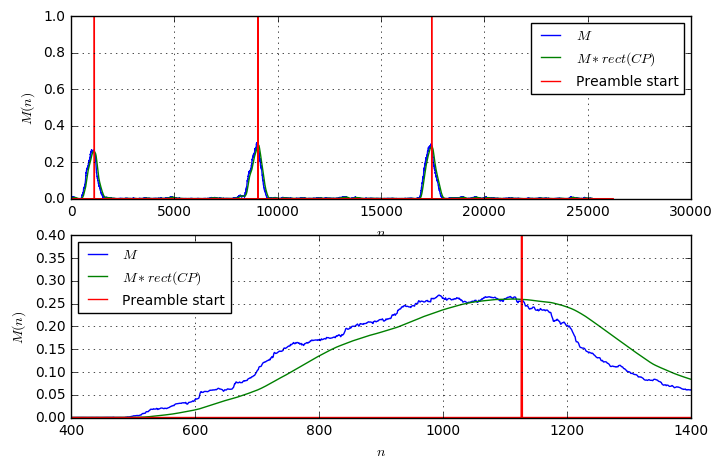 1.0
0.8
0.6
0.4
0.2
0.0
M(n)
M
M * rect(CP)
Preamble start
0 5000 10000 15000 20000 25000 30000
n
0.40
0.35
0.30
0.25
0.20
0.15
0.10
0.05
0.00
M(n)
M
M * rect(CP)
Preamble start
400 600 800 1000 1200 1400
n